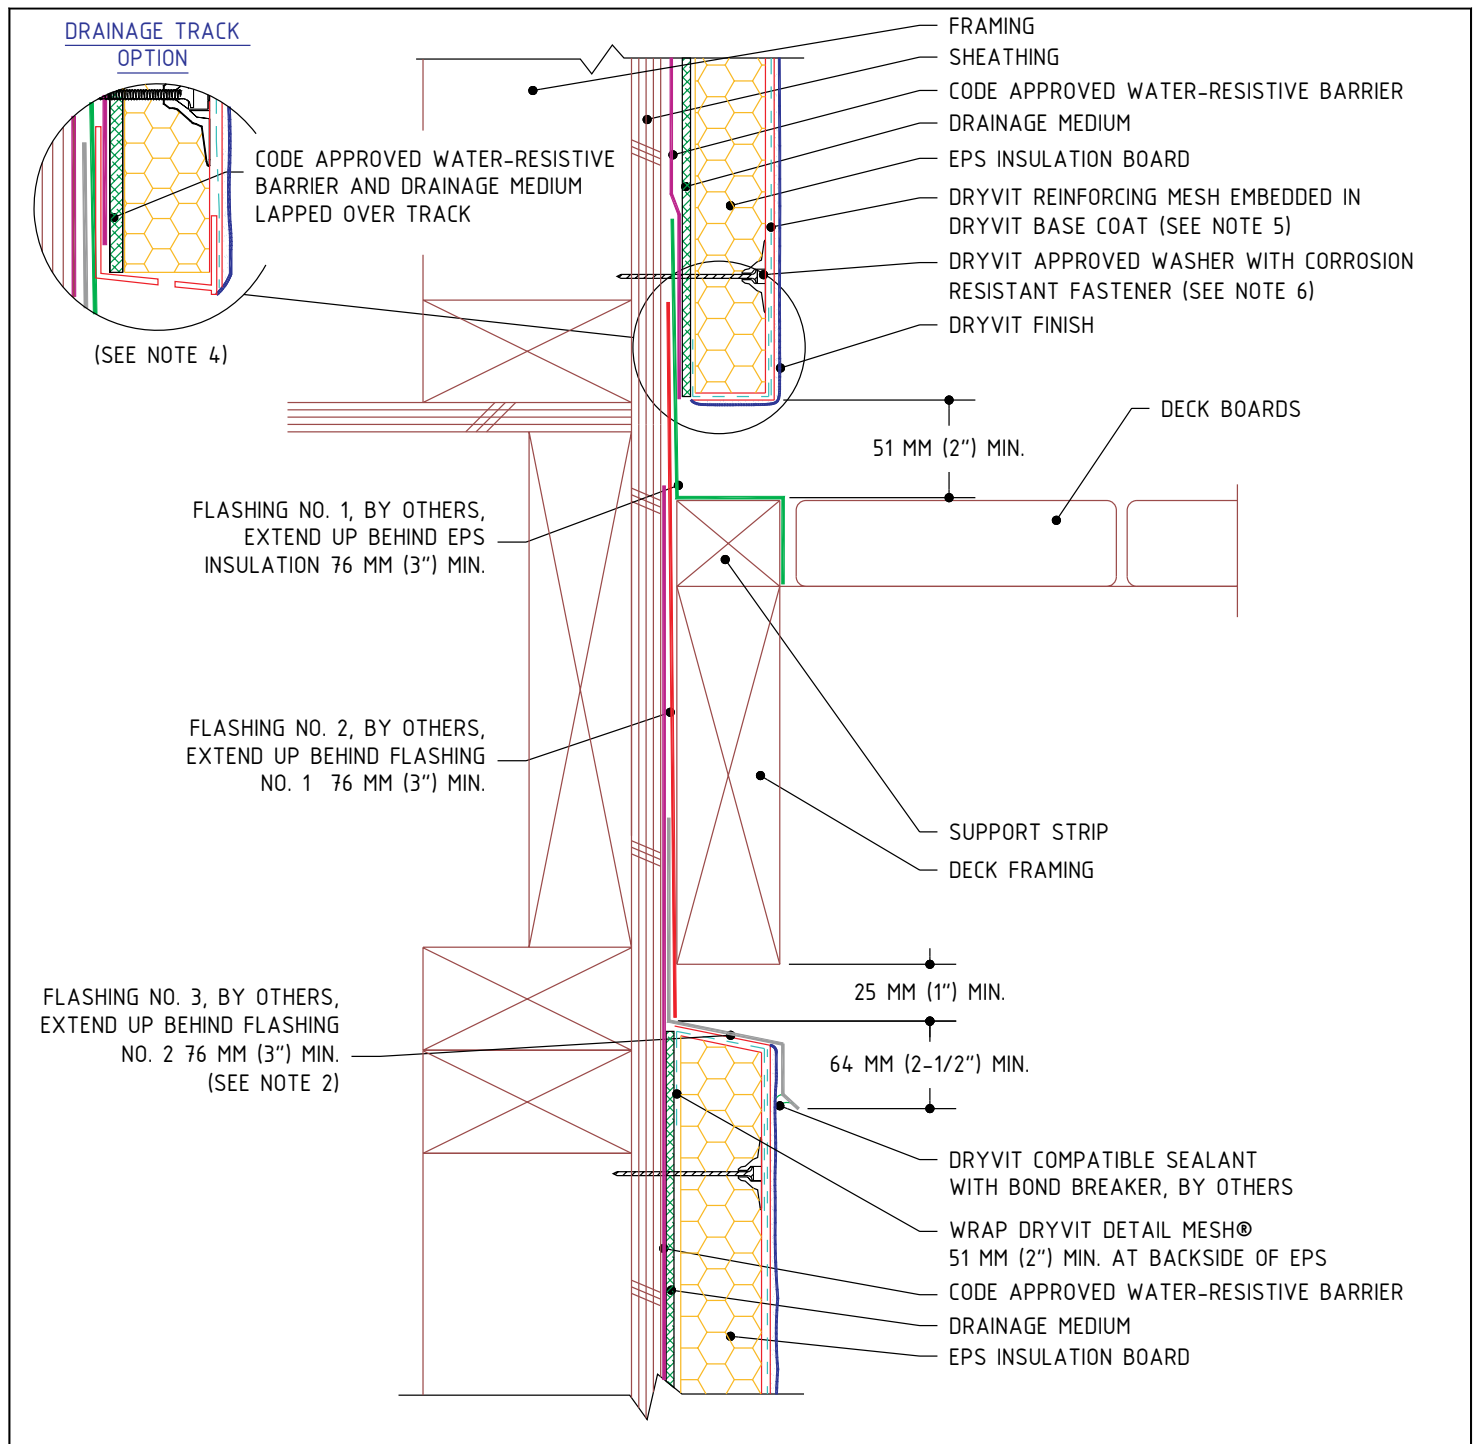 DRAINAGE TRACK
OPTION
CODE APPROVED WATER-RESISTIVE
BARRIER AND DRAINAGE MEDIUM
LAPPED OVER TRACK
(SEE NOTE 4)
FRAMING
SHEATHING
CODE APPROVED WATER-RESISTIVE BARRIER
DRAINAGE MEDIUM
EPS INSULATION BOARD
DRYVIT REINFORCING MESH EMBEDDED IN
DRYVIT BASE COAT (SEE NOTE 5)
DRYVIT APPROVED WASHER WITH CORROSION
RESISTANT FASTENER (SEE NOTE 6)
DRYVIT FINISH
DECK BOARDS
51 MM (2") MIN.
FLASHING NO. 1, BY OTHERS,
EXTEND UP BEHIND EPS
INSULATION 76 MM (3") MIN.
FLASHING NO. 2, BY OTHERS,
EXTEND UP BEHIND FLASHING
NO. 1 76 MM (3") MIN.
SUPPORT STRIP
DECK FRAMING
25 MM (1") MIN.
FLASHING NO. 3, BY OTHERS,
EXTEND UP BEHIND FLASHING
NO. 2 76 MM (3") MIN.
(SEE NOTE 2)
64 MM (2-1/2") MIN.
DRYVIT COMPATIBLE SEALANT
WITH BOND BREAKER, BY OTHERS
WRAP DRYVIT DETAIL MESH®
51 MM (2") MIN. AT BACKSIDE OF EPS
CODE APPROVED WATER-RESISTIVE BARRIER
DRAINAGE MEDIUM
EPS INSULATION BOARD